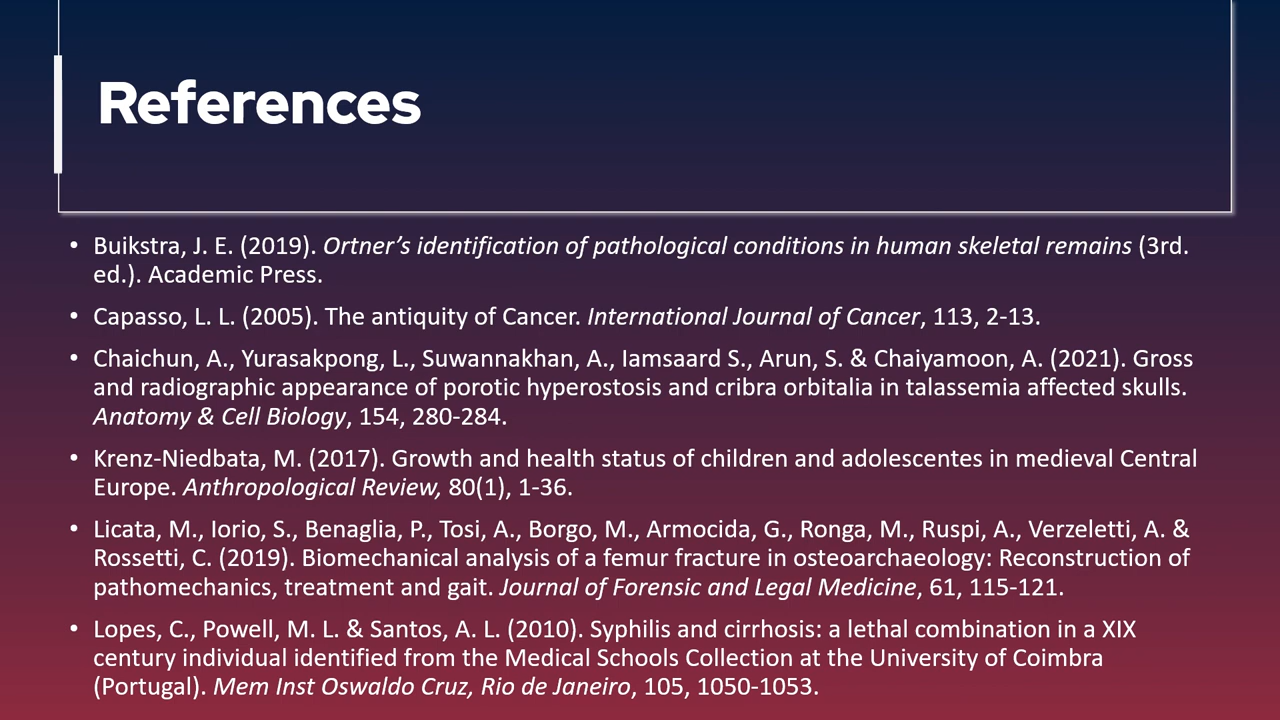 References
• Buikstra, J. E. (2019). Ortner’s identification of pathological conditions in human skeletal remains (3rd.
ed.). Academic Press.
• Capasso, L. L. (2005). The antiquity of Cancer. International Journal of Cancer, 113, 2-13.
• Chaichun, A., Yurasakpong, L., Suwannakhan, A., Iamsaard S., Arun, S. & Chaiyamoon, A. (2021). Gross
and radiographic appearance of porotic hyperostosis and cribra orbitalia in talassemia affected skulls.
Anatomy & Cell Biology, 154, 280-284.
• Krenz-Niedbata, M. (2017). Growth and health status of children and adolescentes in medieval Central
Europe. Anthropological Review, 80(1), 1-36.
• Licata, M., Iorio, S., Benaglia, P., Tosi, A., Borgo, M., Armocida, G., Ronga, M., Ruspi, A., Verzeletti, A. &
Rossetti, C. (2019). Biomechanical analysis of a femur fracture in osteoarchaeology: Reconstruction of
pathomechanics, treatment and gait. Journal of Forensic and Legal Medicine, 61, 115-121.
• Lopes, C., Powell, M. L. & Santos, A. L. (2010). Syphilis and cirrhosis: a lethal combination in a XIX
century individual identified from the Medical Schools Collection at the University of Coimbra
(Portugal). Mem Inst Oswaldo Cruz, Rio de Janeiro, 105, 1050-1053.